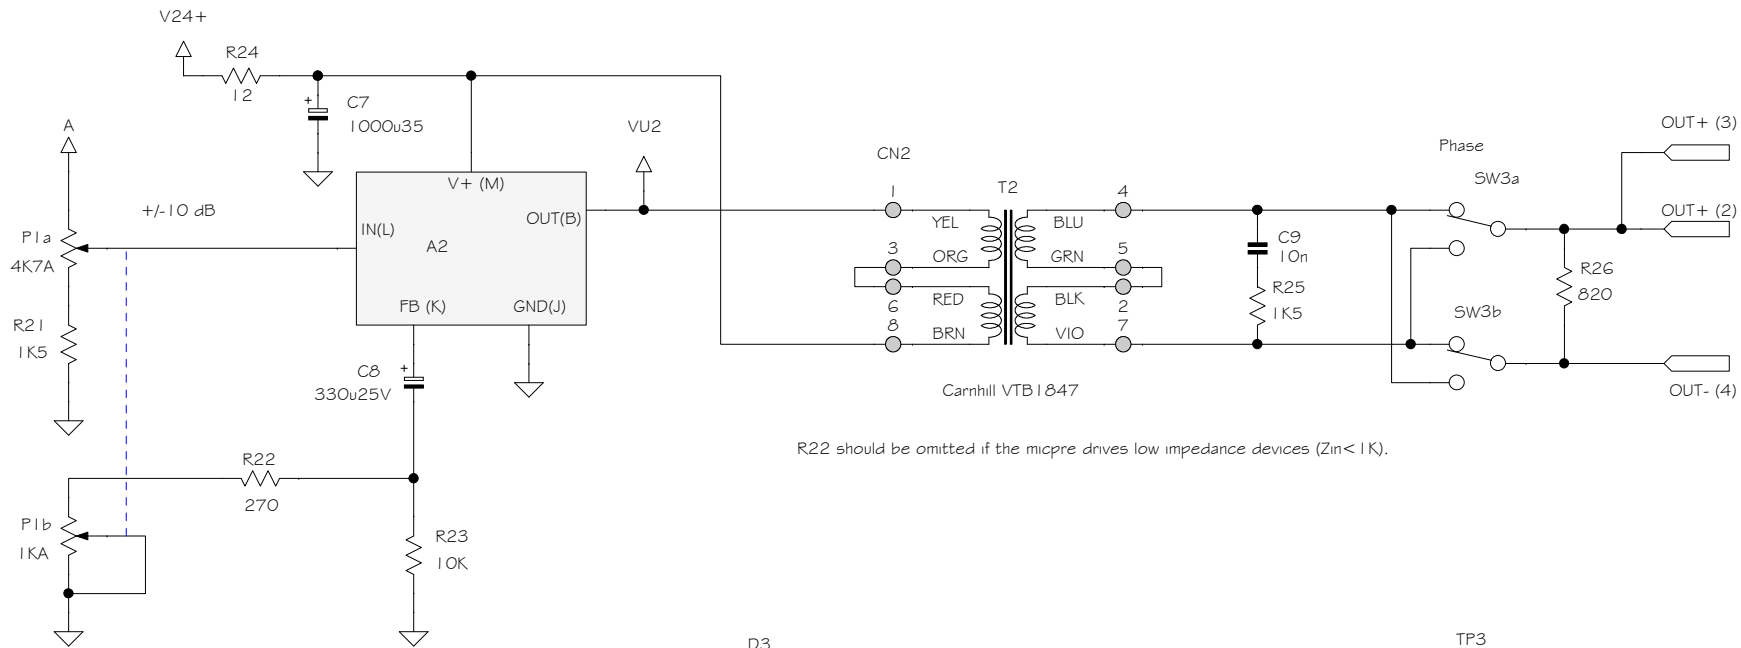 V24+
R24
12
C7
+
1000u35
A
VU2
CN2
OUT+ (3)
Phase
SW3a
V+ (M)
1
T2
4
+/-10 dB
OUT(B)
YEL
BLU
OUT+ (2)
IN(L)
A2
P1a
4K7A
3
ORG
GRN
5
C9
10n
R26
820
FB (K)
GND(J)
6
RED
BLK
2
R25
1K5
SW3b
R21
1K5
8
BRN
VIO
7
C8
+
330u25V
Carnhill VTB1847
OUT- (4)
R22 should be omitted if the micpre drives low impedance devices (Zin<1K).
R22
270
P1b
1KA
R23
10K
D3
TP3